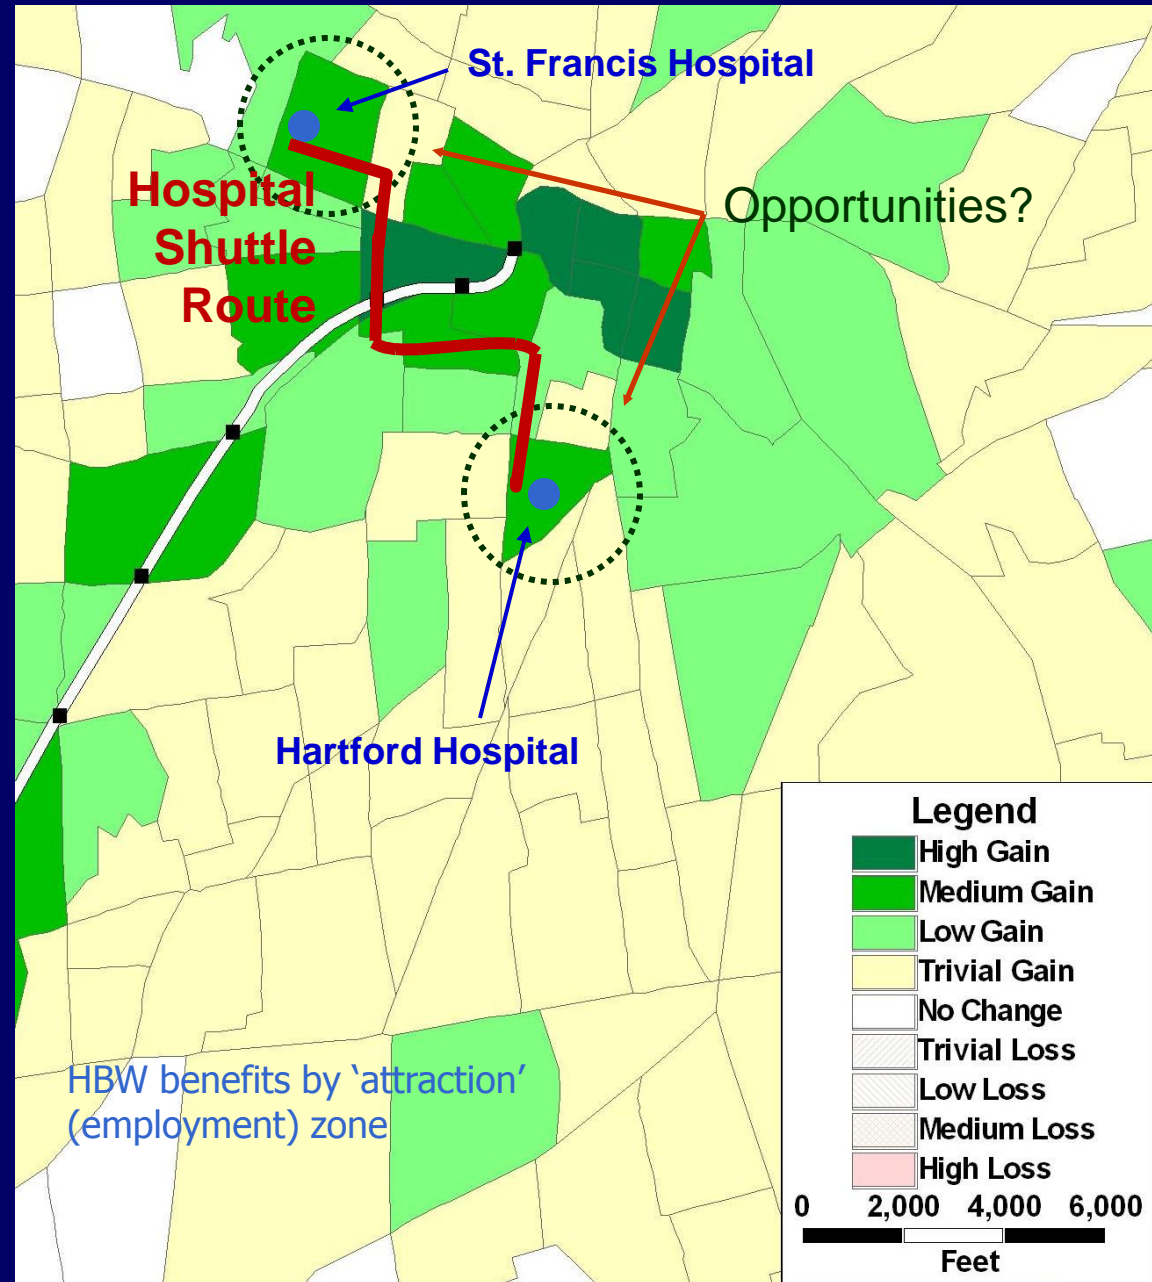 St. Francis Hospital
Hospital
Shuttle
Route
Opportunities?
Hartford Hospital
HBW benefits by ‘attraction’
(employment) zone
Legend
High Gain
Medium Gain
Low Gain
Trivial Gain
No Change
Trivial Loss
Low Loss
Medium Loss
High Loss
0 2,000 4,000 6,000
Feet